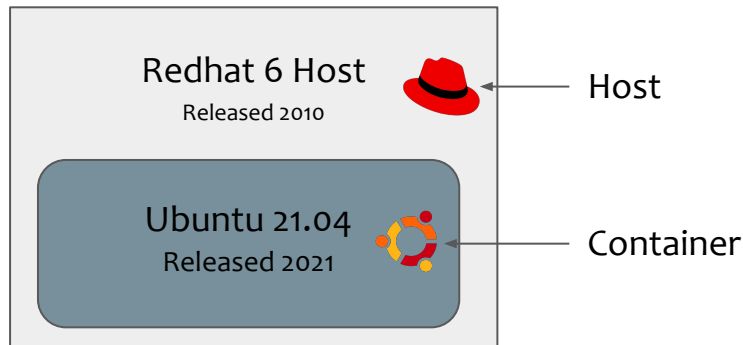 Redhat 6 Host
Released 2010
Host
Ubuntu 21.04
Released 2021
Container